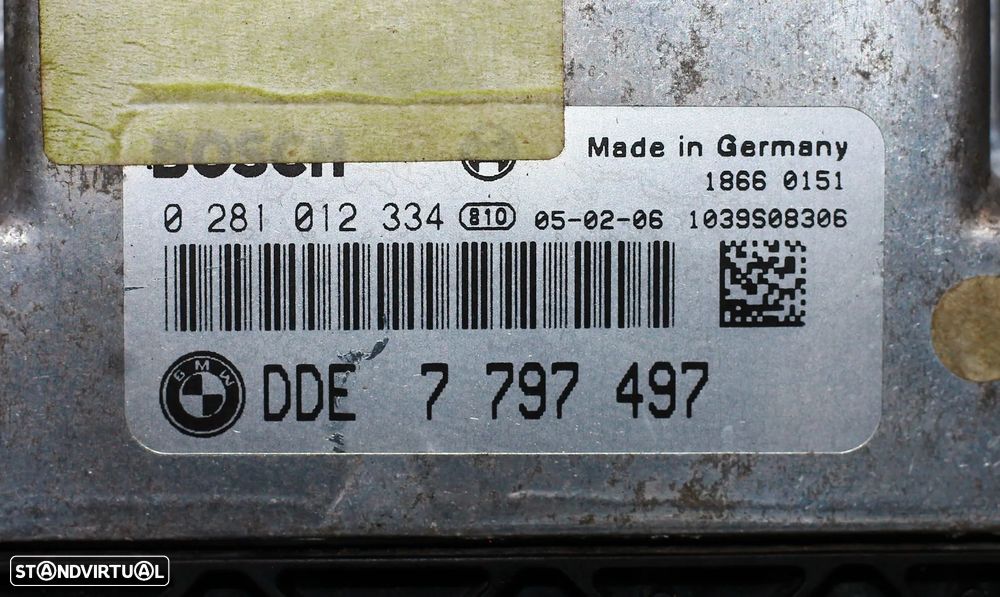 BOSCH
Made in Germany
1866 0151
0 281 012 334 810 05-02-06 1039S08306
BMW DDE 7 797 497
STANDVIRTUAL